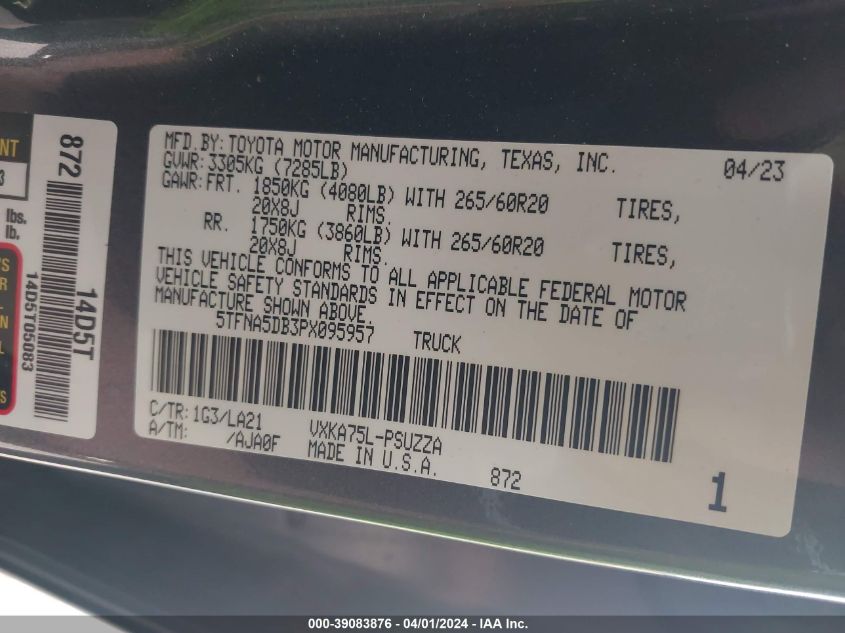 NT
3
lbs.
lb.
'S
R
L
'S
872
14D5T
14D5T05083
MFD.BY: TOYOTA MOTOR MANUFACTURING, TEXAS, INC. 04/23
GVWR: 3305KG (7285LB)
GAWR: FRT. 1850KG (4080LB) WITH 265/60R20 TIRES,
20X8J RIMS.
RR. 1750KG (3860LB) WITH 265/60R20 TIRES,
20X8J RIMS.
THIS VEHICLE CONFORMS TO ALL APPLICABLE FEDERAL MOTOR
VEHICLE SAFETY STANDARDS IN EFFECT ON THE DATE OF
MANUFACTURE SHOWN ABOVE.
5TFNA5DB3PX095957 TRUCK
C/TR: 1G3/LA21 VXKA75L-PSUZZA
A/TM: /AJA0F MADE IN U.S.A. 872 1
000-39083876 - 04/01/2024 - IAA Inc.